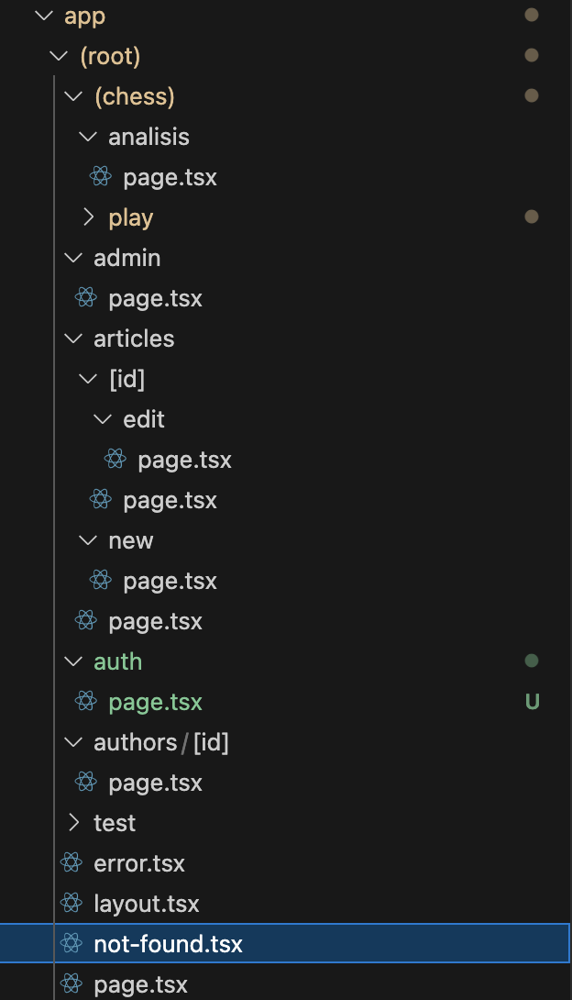 app
(root)
(chess)
analisis
page.tsx
play
admin
page.tsx
articles
[id]
edit
page.tsx
page.tsx
new
page.tsx
page.tsx
auth
page.tsx U
authors/[id]
page.tsx
test
error.tsx
layout.tsx
not-found.tsx
page.tsx